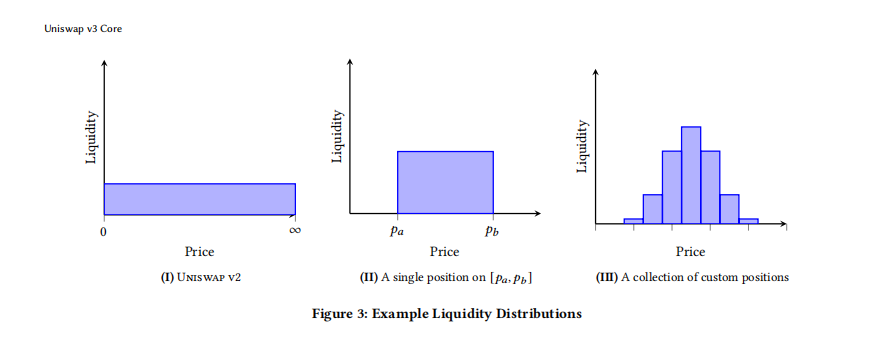 Uniswap v3 Core
Liquidity
0
∞
Price
(I) Uniswap v2
Liquidity
pa
pb
Price
(II) A single position on [pa, pb]
Liquidity
Price
(III) A collection of custom positions
Figure 3: Example Liquidity Distributions